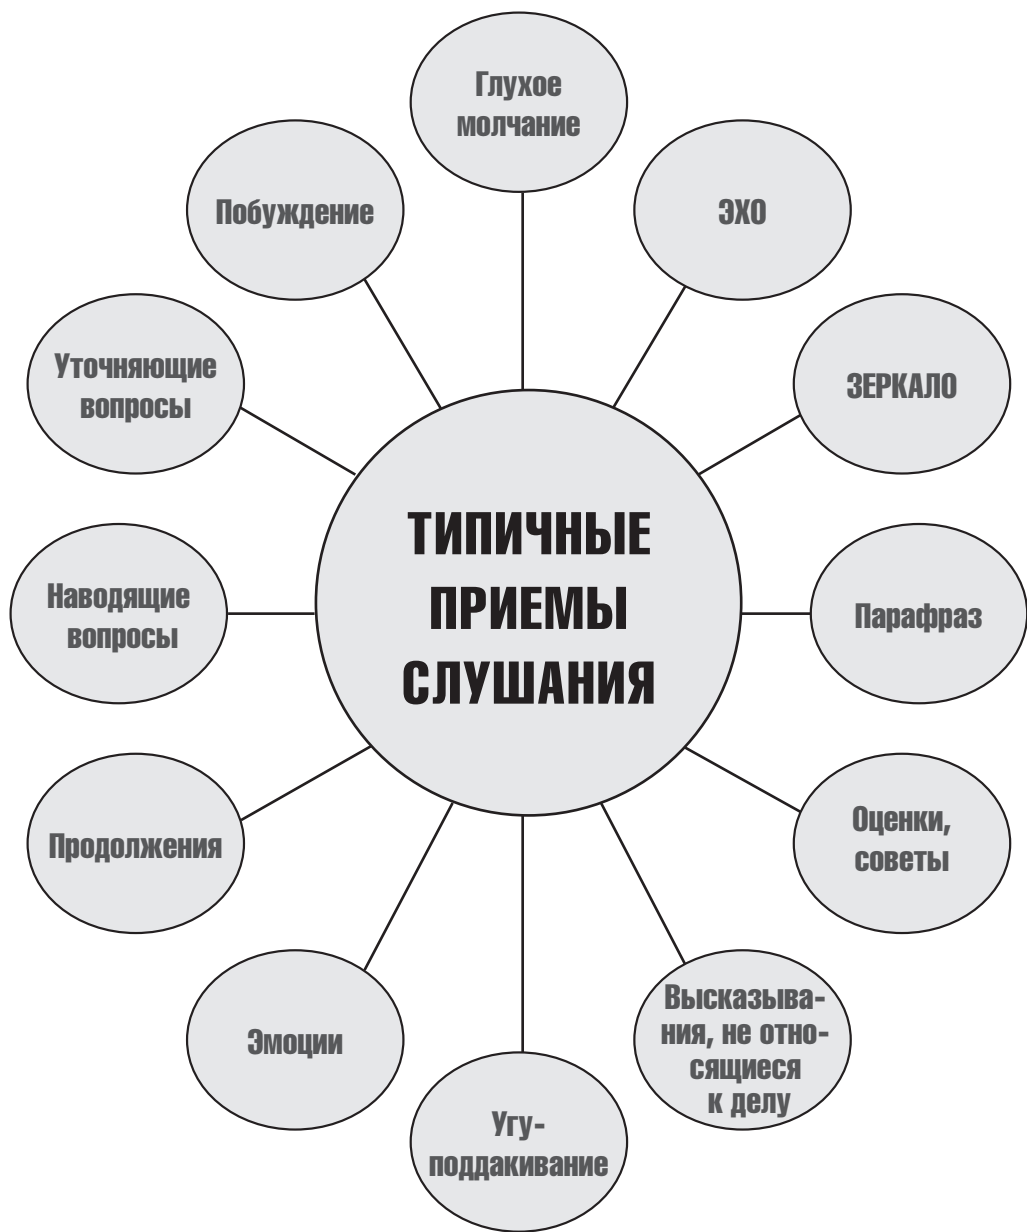 Глухое
молчание
ЭХО
ЗЕРКАЛО
Парафраз
Оценки,
советы
Высказыва-
ния, не отно-
сящиеся
к делу
Угу-
поддакивание
Эмоции
Продолжения
Наводящие
вопросы
Уточняющие
вопросы
Побуждение
ТИПИЧНЫЕ
ПРИЕМЫ
СЛУШАНИЯ